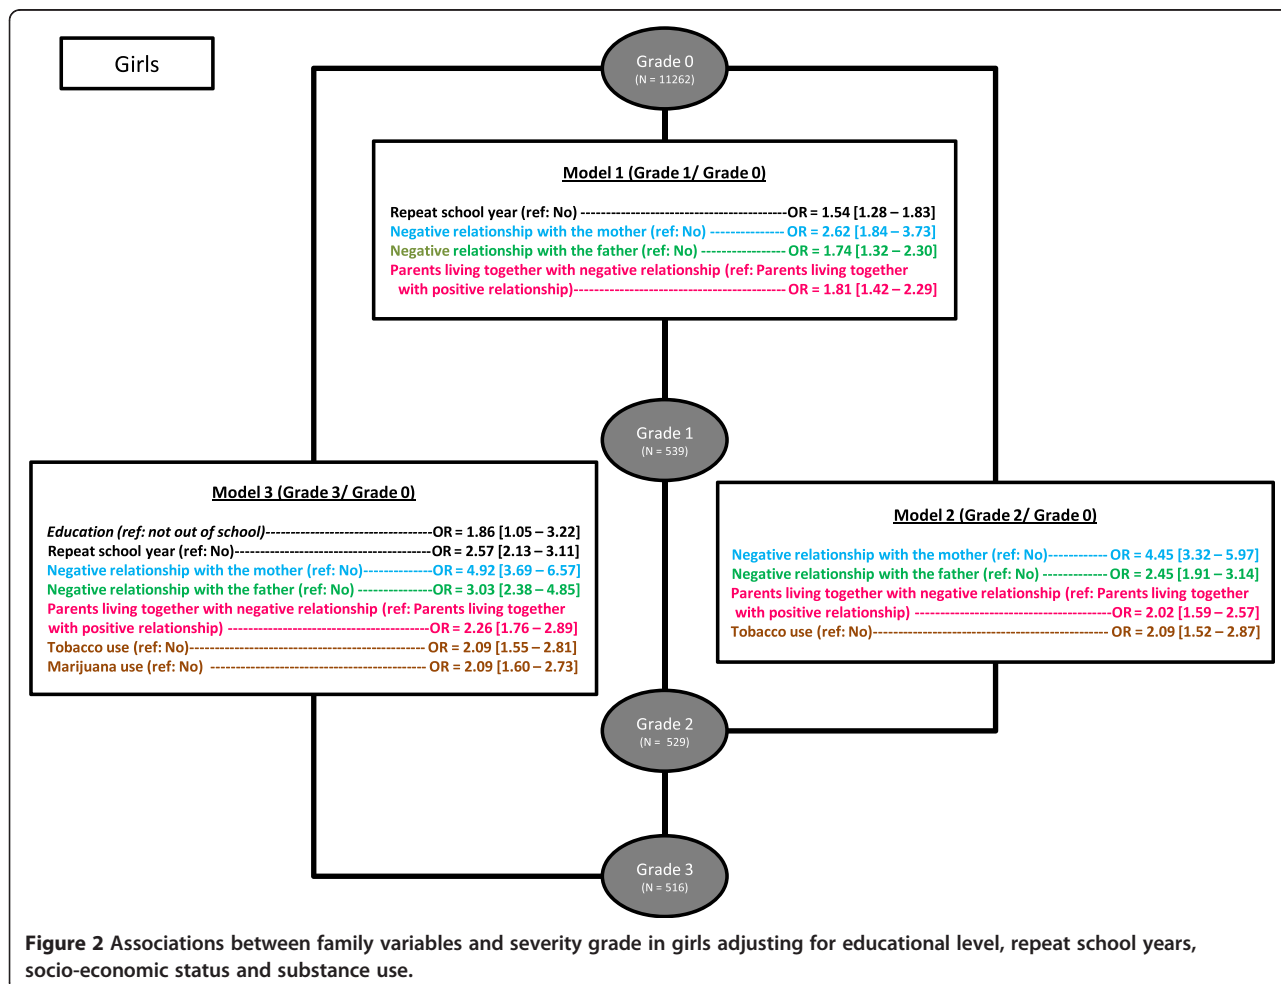 Girls
Grade 0
(N = 11262)
Model 1 (Grade 1/ Grade 0)
Repeat school year (ref: No) ----------------------------------------OR = 1.54 [1.28 – 1.83]
Negative relationship with the mother (ref: No) --------------- OR = 2.62 [1.84 – 3.73]
Negative relationship with the father (ref: No) ----------------- OR = 1.74 [1.32 – 2.30]
Parents living together with negative relationship (ref: Parents living together
with positive relationship)------------------------------------------ OR = 1.81 [1.42 – 2.29]
Grade 1
(N = 539)
Model 3 (Grade 3/ Grade 0)
Education (ref: not out of school)---------------------------------OR = 1.86 [1.05 – 3.22]
Repeat school year (ref: No)---------------------------------------OR = 2.57 [2.13 – 3.11]
Negative relationship with the mother (ref: No)--------------OR = 4.92 [3.69 – 6.57]
Negative relationship with the father (ref: No) ---------------OR = 3.03 [2.38 – 4.85]
Parents living together with negative relationship (ref: Parents living together
with positive relationship) ----------------------------------------OR = 2.26 [1.76 – 2.89]
Tobacco use (ref: No)---------------------------------------------- OR = 2.09 [1.55 – 2.81]
Marijuana use (ref: No) ------------------------------------------ OR = 2.09 [1.60 – 2.73]
Model 2 (Grade 2/ Grade 0)
Negative relationship with the mother (ref: No)------------ OR = 4.45 [3.32 – 5.97]
Negative relationship with the father (ref: No) ------------- OR = 2.45 [1.91 – 3.14]
Parents living together with negative relationship (ref: Parents living together
with positive relationship) --------------------------------------- OR = 2.02 [1.59 – 2.57]
Tobacco use (ref: No)---------------------------------------------- OR = 2.09 [1.52 – 2.87]
Grade 2
(N = 529)
Grade 3
(N = 516)
Figure 2 Associations between family variables and severity grade in girls adjusting for educational level, repeat school years,
socio-economic status and substance use.